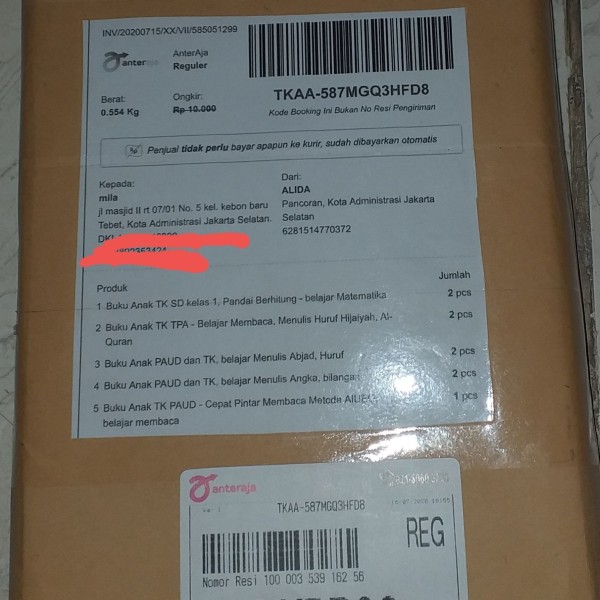 INV/20200715/XX/VII/585051299
anteraja
AnterAja
Reguler
Berat:
0.554 Kg
Ongkir:
Rp 10.000
TKAA-587MGQ3HFD8
Kode Booking Ini Bukan No Resi Pengiriman
Penjual tidak perlu bayar apapun ke kurir, sudah dibayarkan otomatis
Kepada:
mila
jl masjid II rt 07/01 No. 5 kel. kebon baru
Tebet, Kota Administrasi Jakarta Selatan.
Dari:
ALIDA
Pancoran, Kota Administrasi Jakarta
Selatan
6281514770372
Produk
Jumlah
1 Buku Anak TK SD kelas 1, Pandai Berhitung - belajar Matematika 2 pcs
2 Buku Anak TK TPA - Belajar Membaca, Menulis Huruf Hijaiyah, Al-
Quran 2 pcs
3 Buku Anak PAUD dan TK, belajar Menulis Abjad, Huruf 2 pcs
4 Buku Anak PAUD dan TK, belajar Menulis Angka, bilangan 2 pcs
5 Buku Anak TK PAUD - Cepat Pintar Membaca Metode
belajar membaca 1 pcs
anteraja
TKAA-587MGQ3HFD8
REG
Nomor Resi 100 003 539 162 56